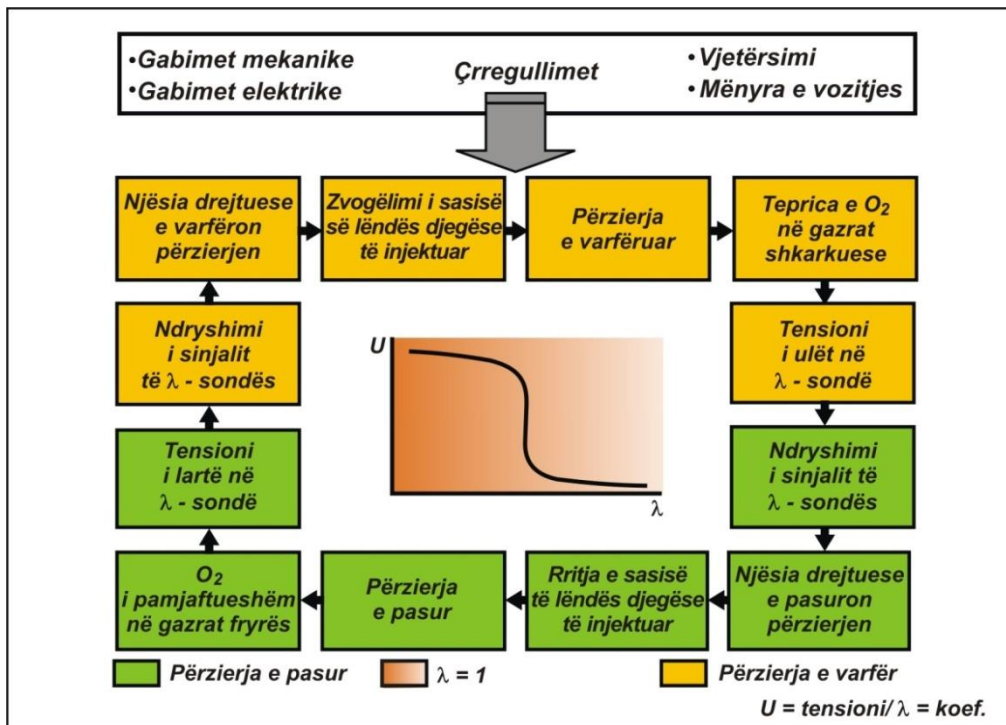 •Gabimet mekanike
•Gabimet elektrike
Çrregullimet
•Vjetërsimi
•Mënyra e vozitjes
Njësia drejtuese
e varfëron
përzierjen
Zvogëlimi i sasisë
së lëndës djegëse
të injektuar
Përzierja
e varfëruar
Teprica e O₂
në gazrat
shkarkuese
Ndryshimi
i sinjalit
të λ - sondës
U
λ
Tensioni
i ulët në
λ - sondë
Tensioni
i lartë në
λ - sondë
Ndryshimi
i sinjalit të
λ - sondës
O₂
i pamjaftueshëm
në gazrat fryrës
Përzierja
e pasur
Rritja e sasisë
të lëndës djegëse
të injektuar
Njësia drejtuese
e pasuron
përzierjen
Përzierja e pasur
λ = 1
Përzierja e varfër
U = tensioni/ λ = koef.